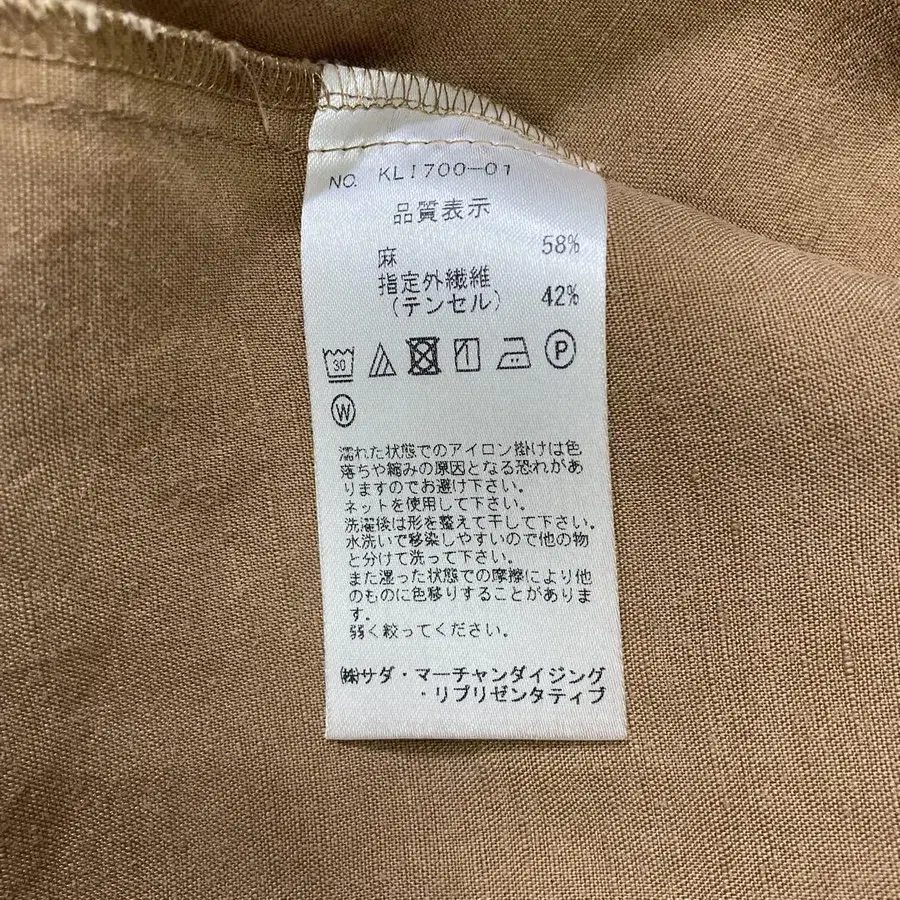 NO. KL1700-01
品質表示
麻 58%
指定外繊維
(テンセル) 42%
30 P
W
濡れた状態でのアイロン掛けは色
落ちや縮みの原因となる恐れがあ
りますのでお避け下さい。
ネットを使用して下さい。
洗濯後は形を整えて干して下さい。
水洗いで移染しやすいので他の物
と分けて洗って下さい。
また湿った状態での摩擦により他
のものに色移りすることがありま
す。
弱く絞ってください。
㈱サダ・マーチャンダイジング
・リプリゼンタティブ